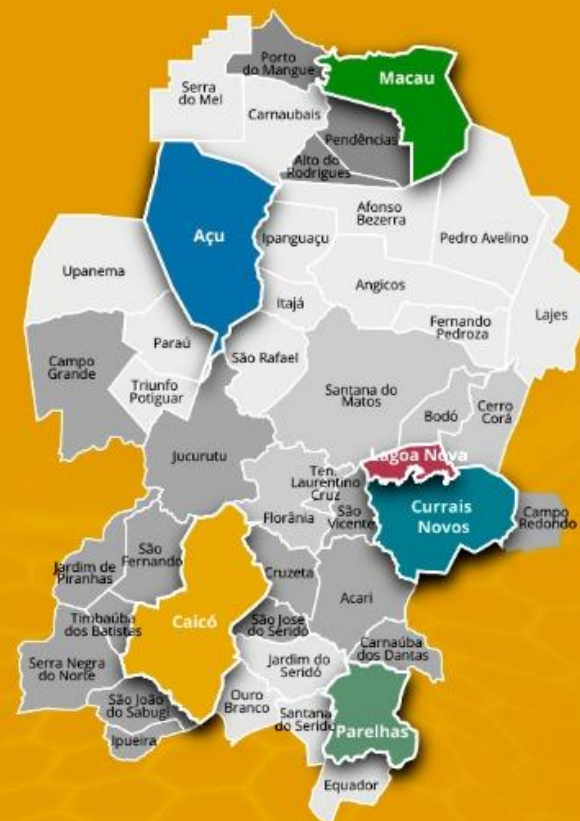 Porto
do Mangue
Macau
Serra
do Mel
Carnaubais
Pendências
Alto do
Rodrigues
Afonso
Bezerra
Açu
Ipanguaçu
Pedro Avelino
Upanema
Angicos
Itajá
Lajes
Fernando
Pedroza
Paraú
São Rafael
Campo
Grande
Triunfo
Potiguar
Santana do
Matos
Bodó
Cerro
Corá
Jucurutu
Lagoa Nova
Ten.
Laurentino
Cruz
São
Vicente
Currais
Novos
Campo
Redondo
Florânia
São
Fernando
Jardim de
Piranhas
Cruzeta
Acari
Timbaúba
dos Batistas
Caicó
São Jose
do Seridó
Carnaúba
dos Dantas
Serra Negra
do Norte
Jardim do
Seridó
São João
do Sabugi
Ouro
Branco
Santana
do Serido
Parelhas
Ipueira
Equador